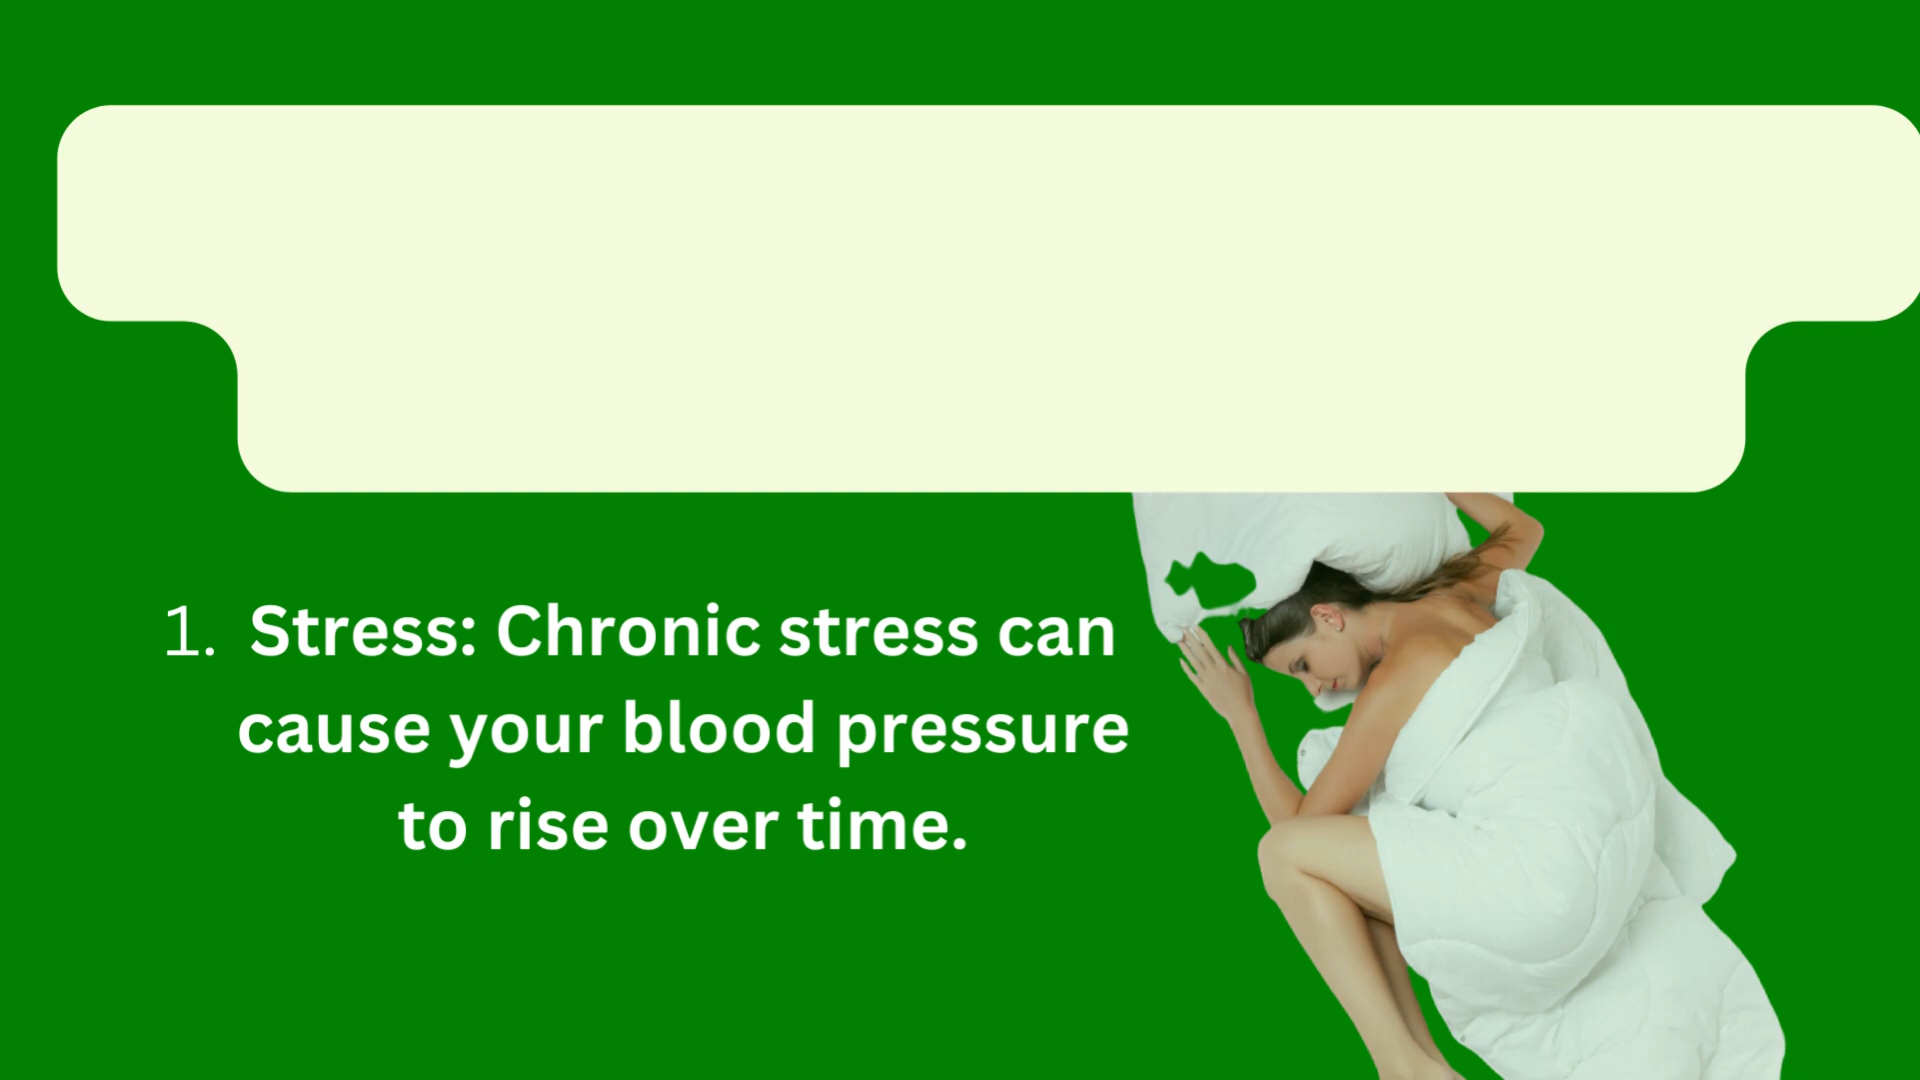 1. Stress: Chronic stress can
cause your blood pressure
to rise over time.